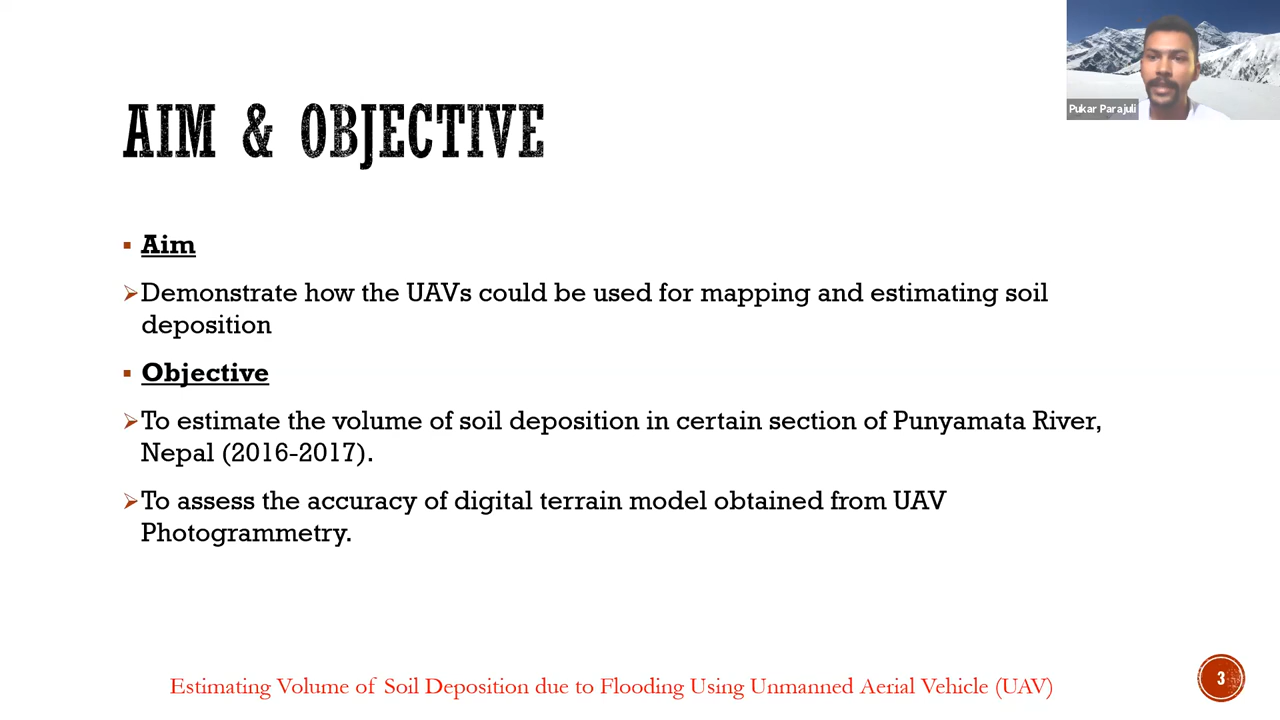 Pukar Parajuli
AIM & OBJECTIVE
Aim
Demonstrate how the UAVs could be used for mapping and estimating soil
deposition
Objective
To estimate the volume of soil deposition in certain section of Punyamata River,
Nepal (2016-2017).
To assess the accuracy of digital terrain model obtained from UAV
Photogrammetry.
Estimating Volume of Soil Deposition due to Flooding Using Unmanned Aerial Vehicle (UAV)
3